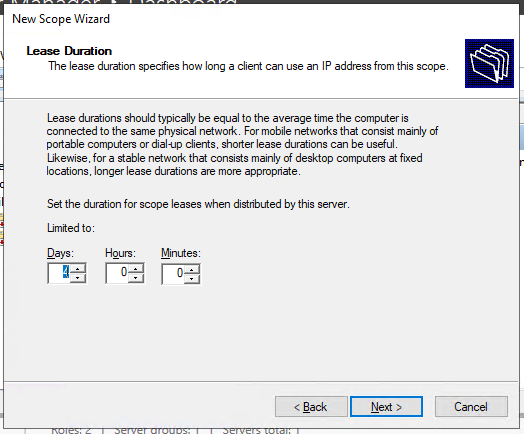 Manager • Dashboard
New Scope Wizard
Lease Duration
The lease duration specifies how long a client can use an IP address from this scope.
Lease durations should typically be equal to the average time the computer is
connected to the same physical network. For mobile networks that consist mainly of
portable computers or dial-up clients, shorter lease durations can be useful.
Likewise, for a stable network that consists mainly of desktop computers at fixed
locations, longer lease durations are more appropriate.
Set the duration for scope leases when distributed by this server.
Limited to:
Days: Hours: Minutes:
4 0 0
< Back Next > Cancel
Roles: 2 | Server groups: 1 | Servers total: 1